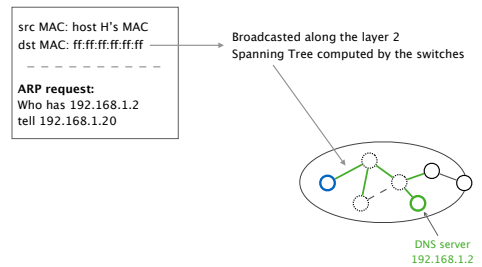 src MAC: host H's MAC
dst MAC: ff:ff:ff:ff:ff:ff
ARP request:
Who has 192.168.1.2
tell 192.168.1.20
Broadcasted along the layer 2
Spanning Tree computed by the switches
DNS server
192.168.1.2